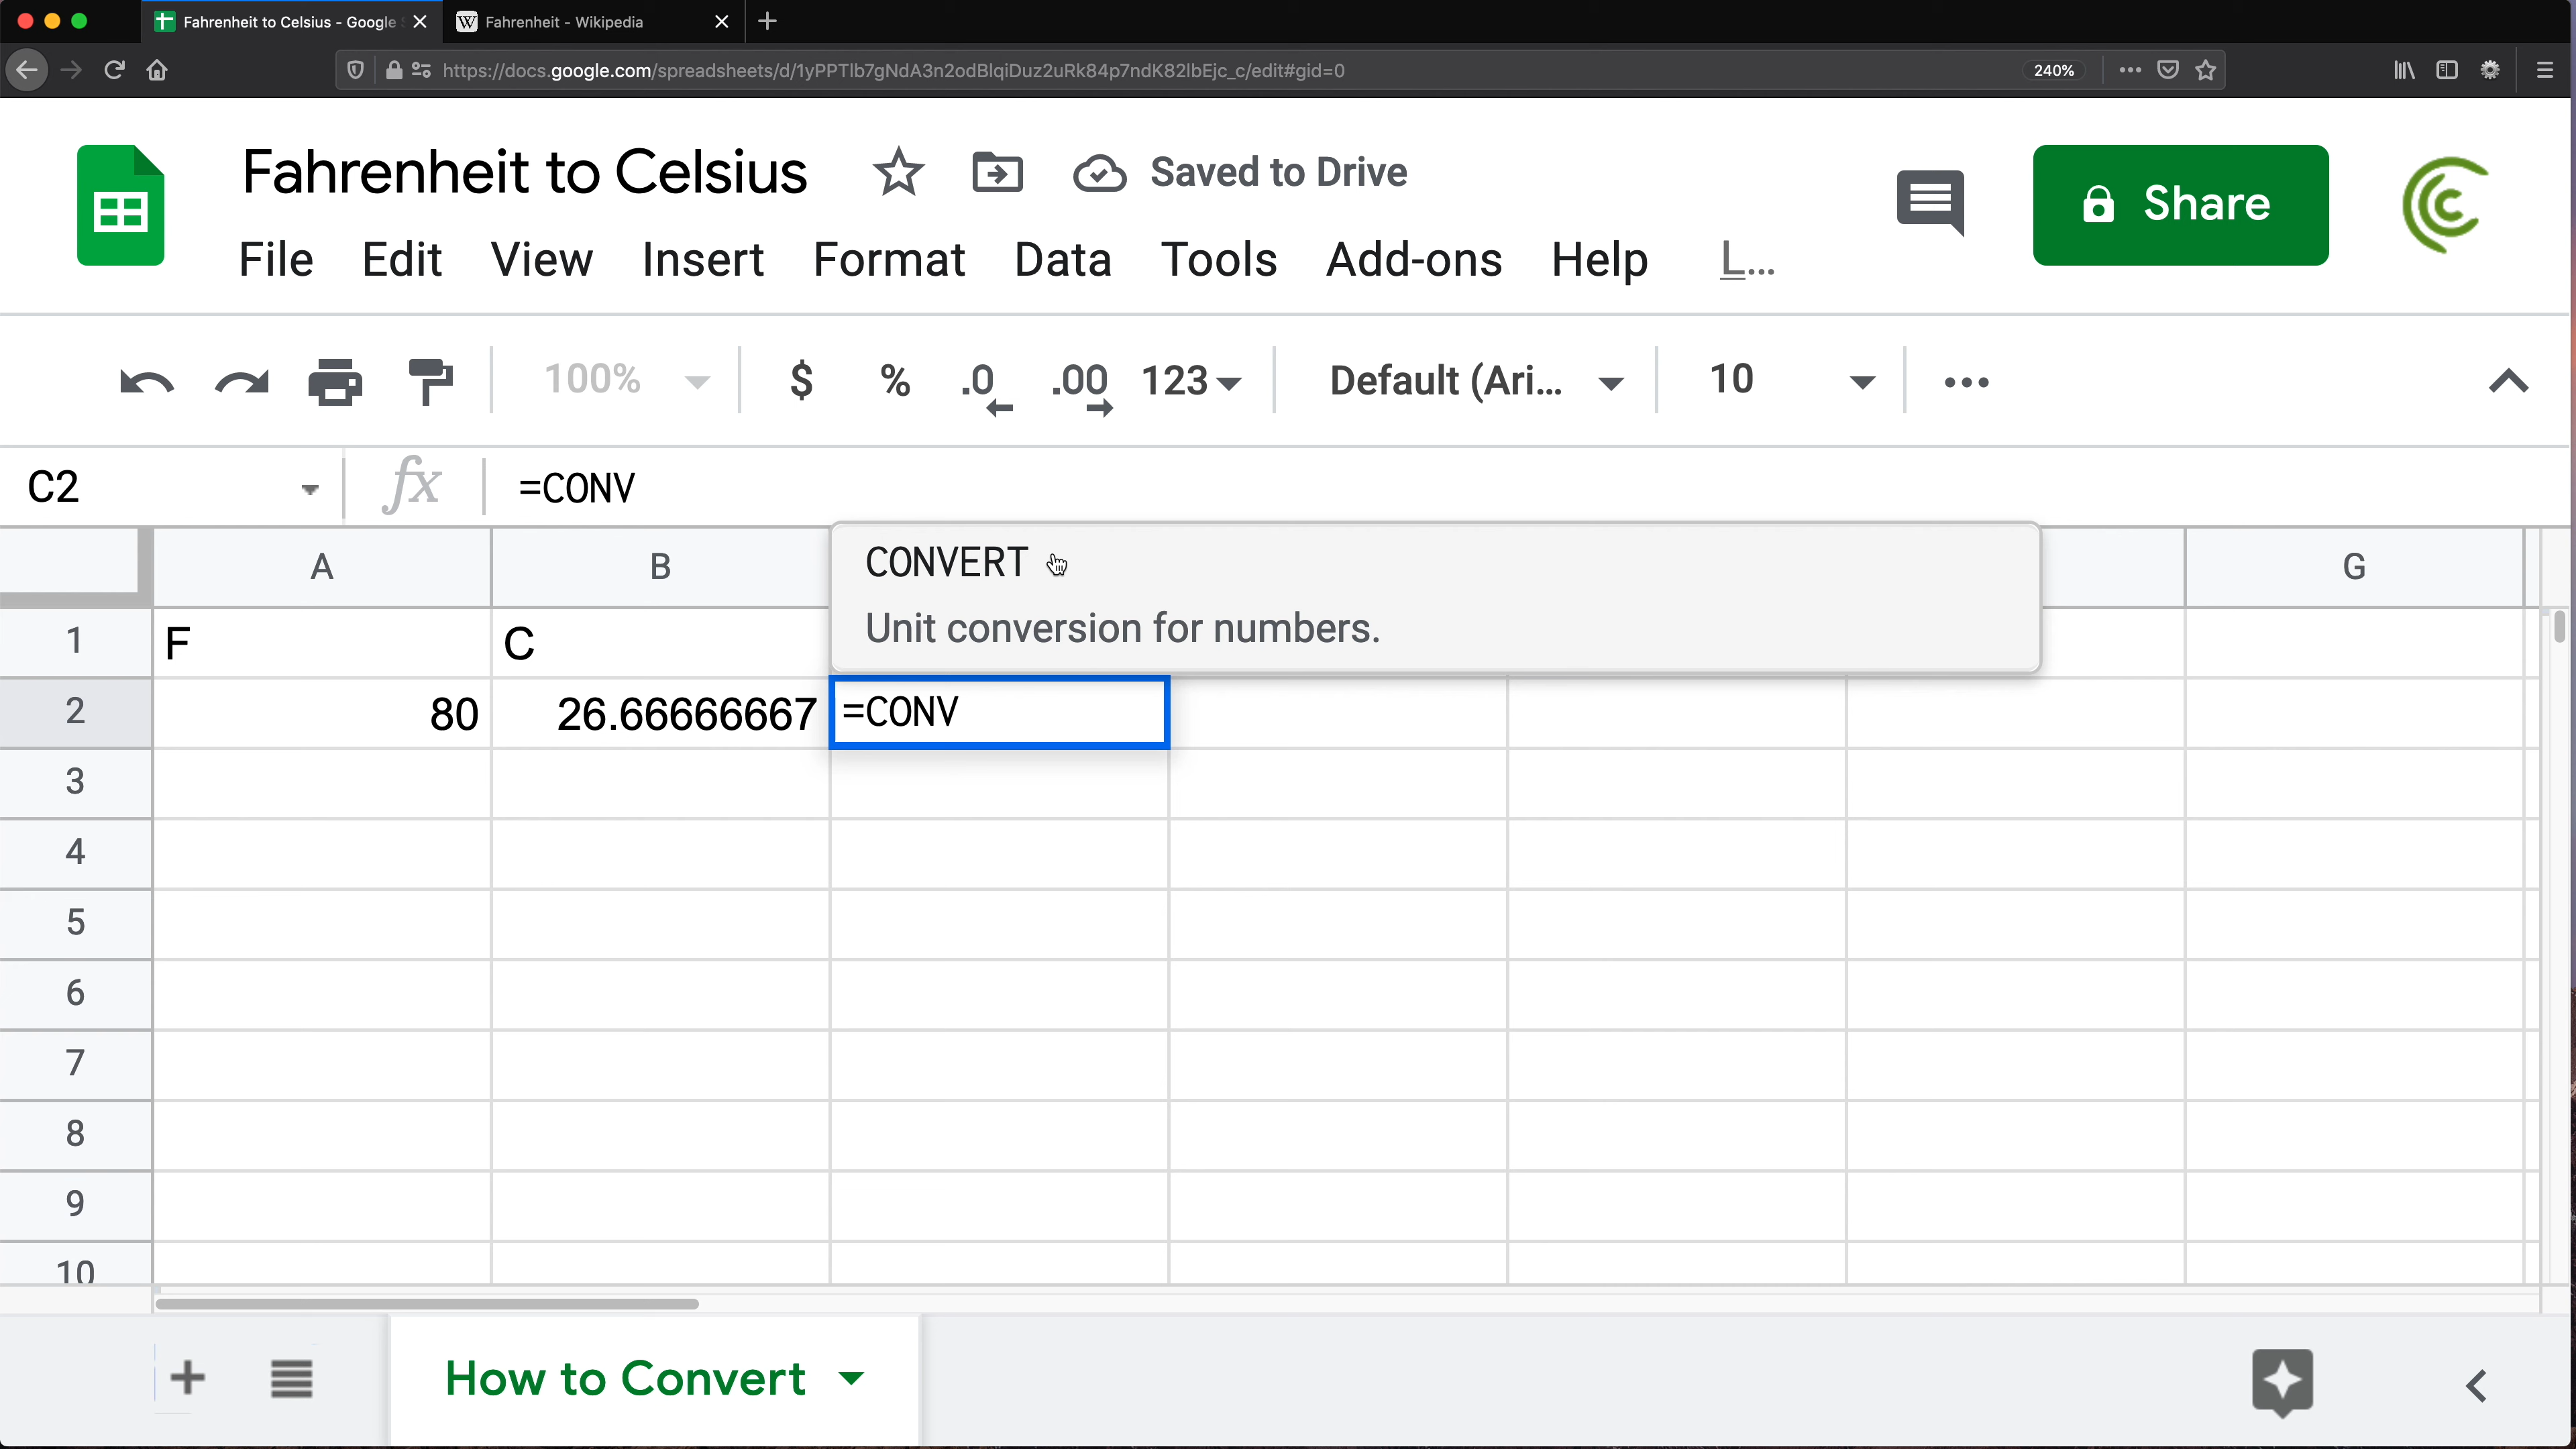 Fahrenheit to Celsius - Google S
Fahrenheit - Wikipedia
https://docs.google.com/spreadsheets/d/1yPPTlb7gNdA3n2odBlqiDuz2uRk84p7ndK82lbEjc_c/edit#gid=0
240%
Fahrenheit to Celsius
Saved to Drive
Share
File Edit View Insert Format Data Tools Add-ons Help L...
100% $ % .0 .00 123 Default (Ari... 10
C2 fx =CONV
A B G
CONVERT
Unit conversion for numbers.
1 F C
2 80 26.66666667 =CONV
3
4
5
6
7
8
9
10
How to Convert